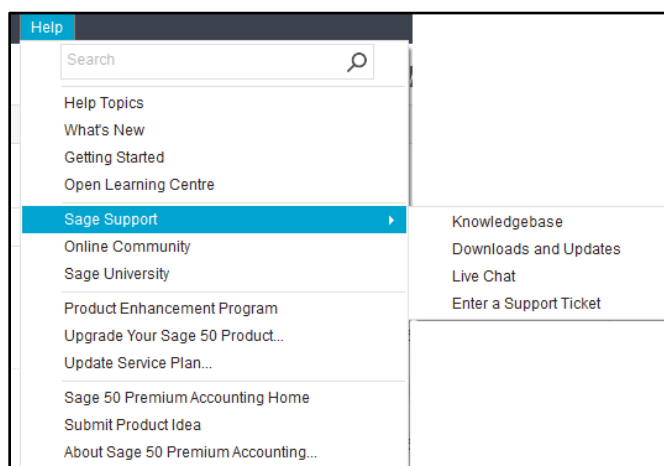 Help
Search
Help Topics
What's New
Getting Started
Open Learning Centre
Sage Support
Online Community
Sage University
Product Enhancement Program
Upgrade Your Sage 50 Product...
Update Service Plan...
Sage 50 Premium Accounting Home
Submit Product Idea
About Sage 50 Premium Accounting...
Knowledgebase
Downloads and Updates
Live Chat
Enter a Support Ticket